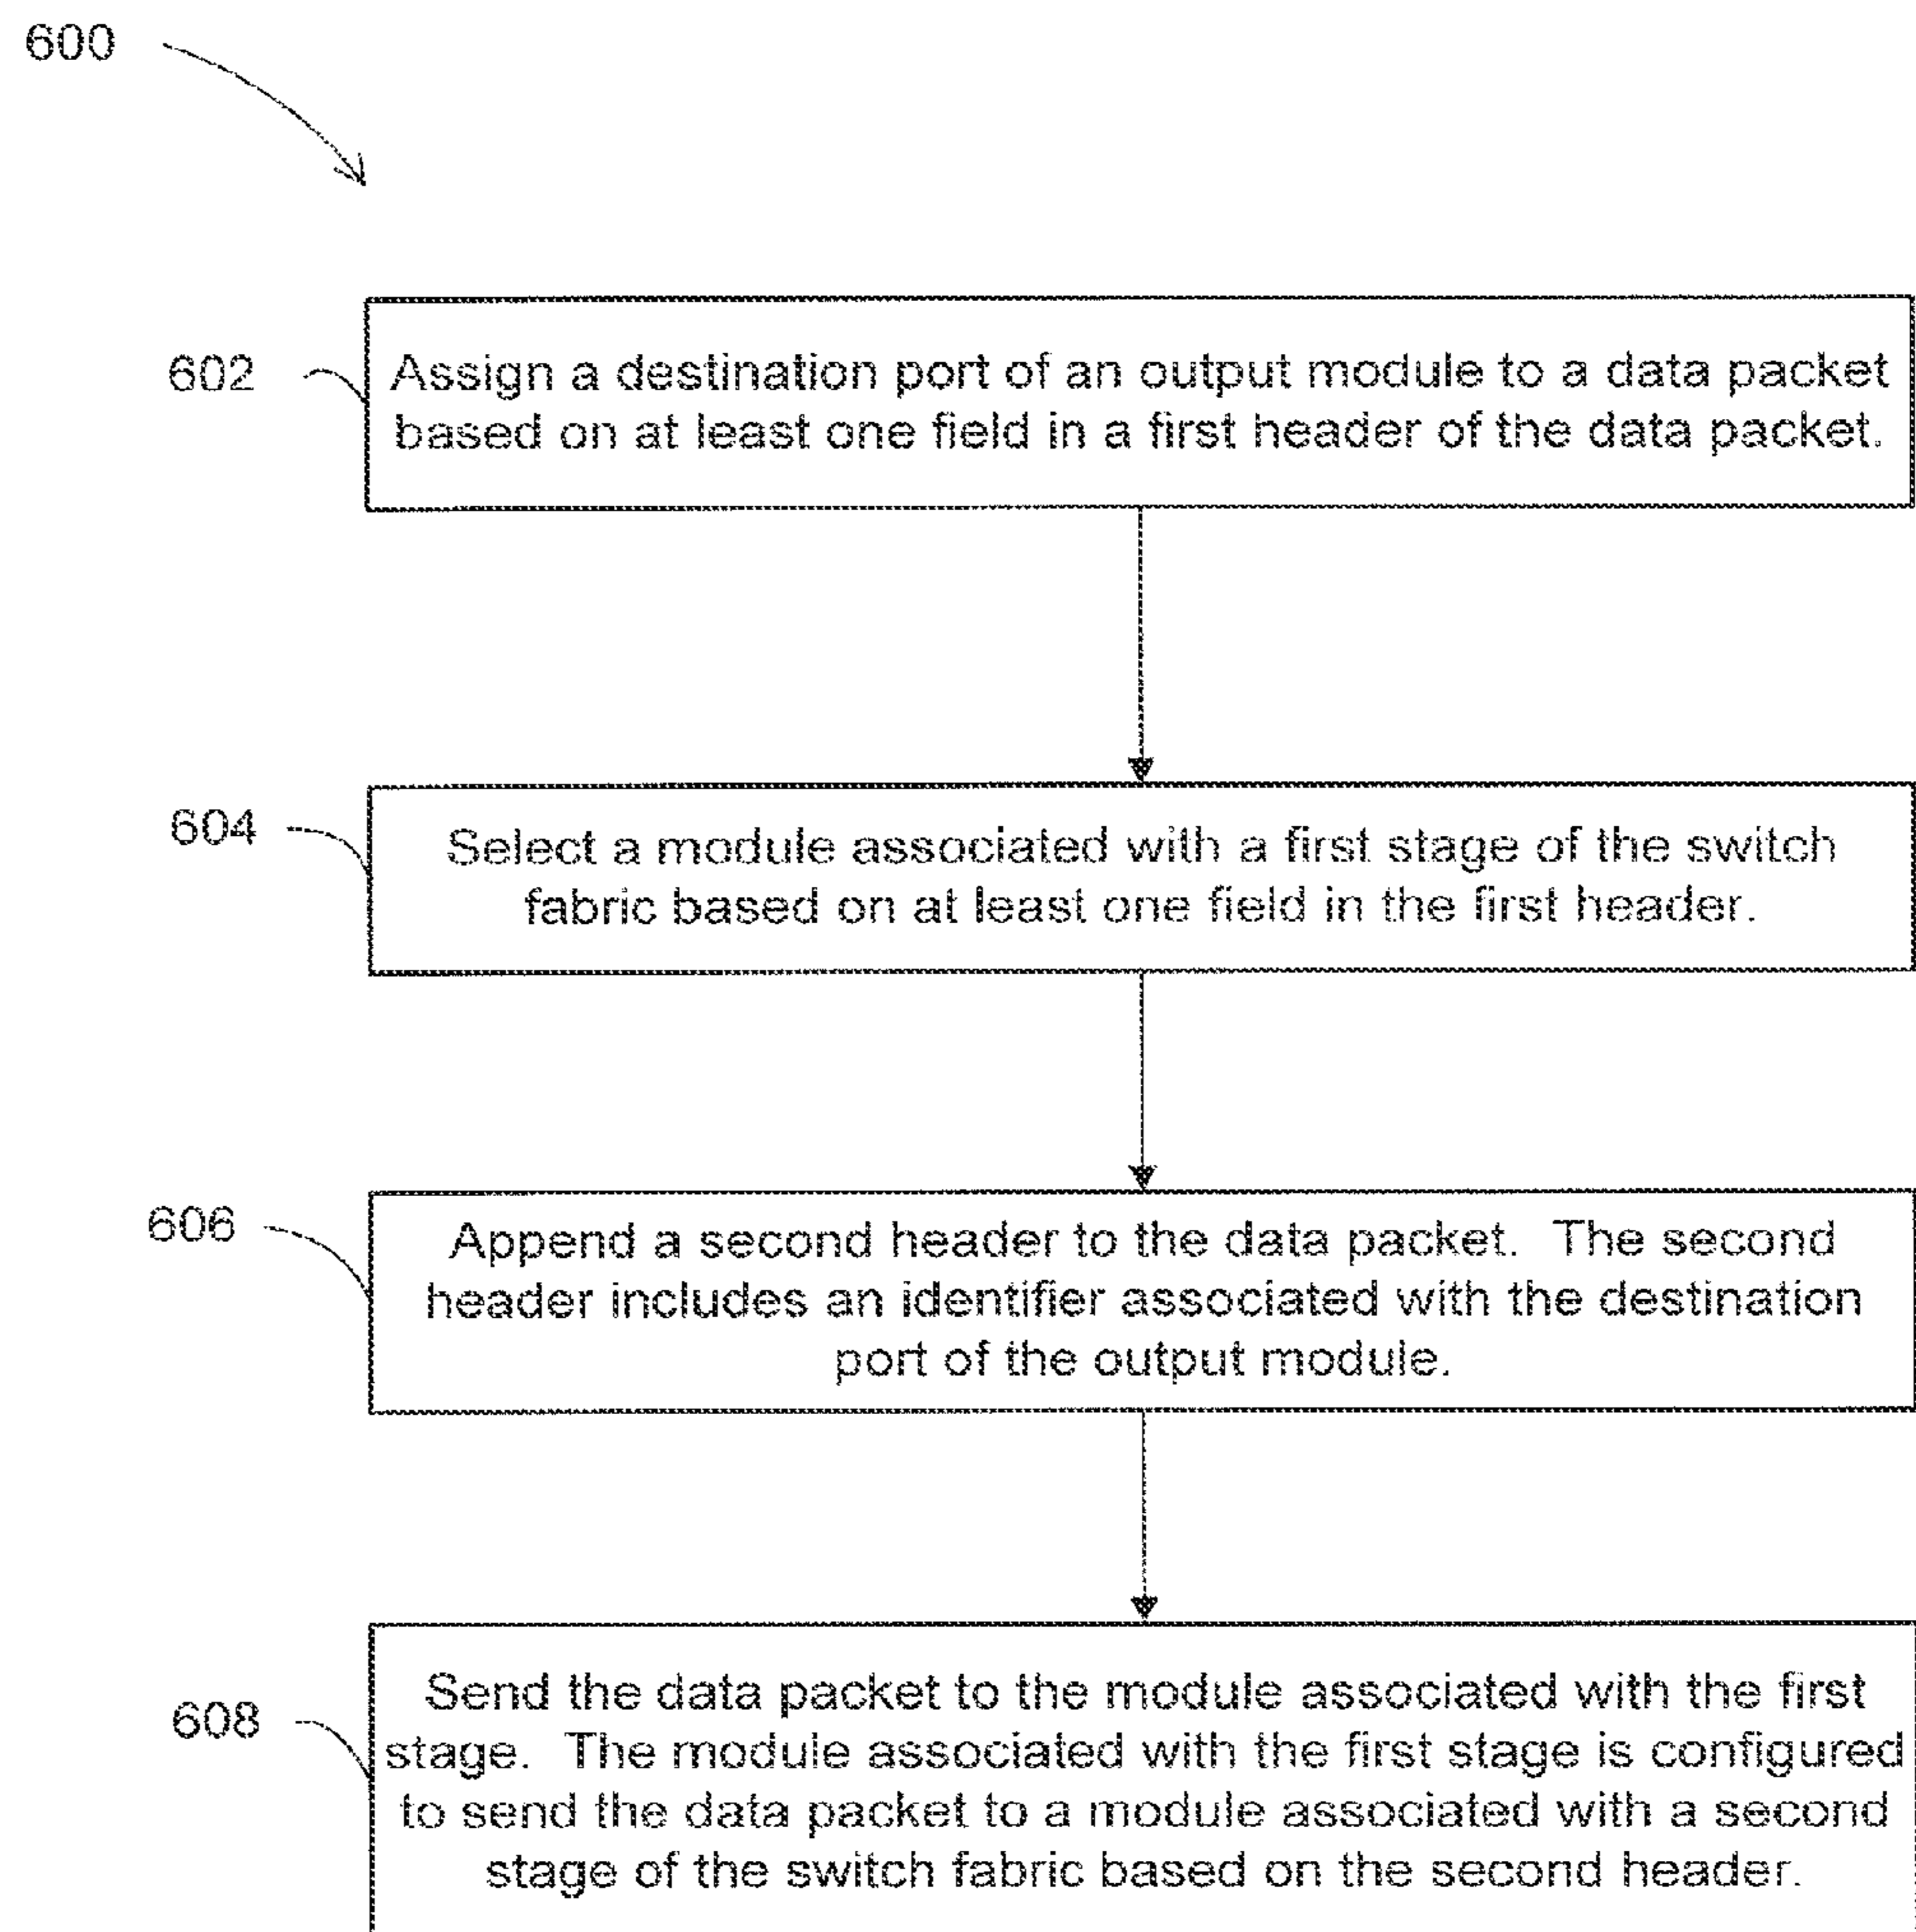 600
602
Assign a destination port of an output module to a data packet
based on at least one field in a first header of the data packet.
604
Select a module associated with a first stage of the switch
fabric based on at least one field in the first header.
606
Append a second header to the data packet.  The second
header includes an identifier associated with the destination
port of the output module.
608
Send the data packet to the module associated with the first
stage.  The module associated with the first stage is configured
to send the data packet to a module associated with a second
stage of the switch fabric based on the second header.